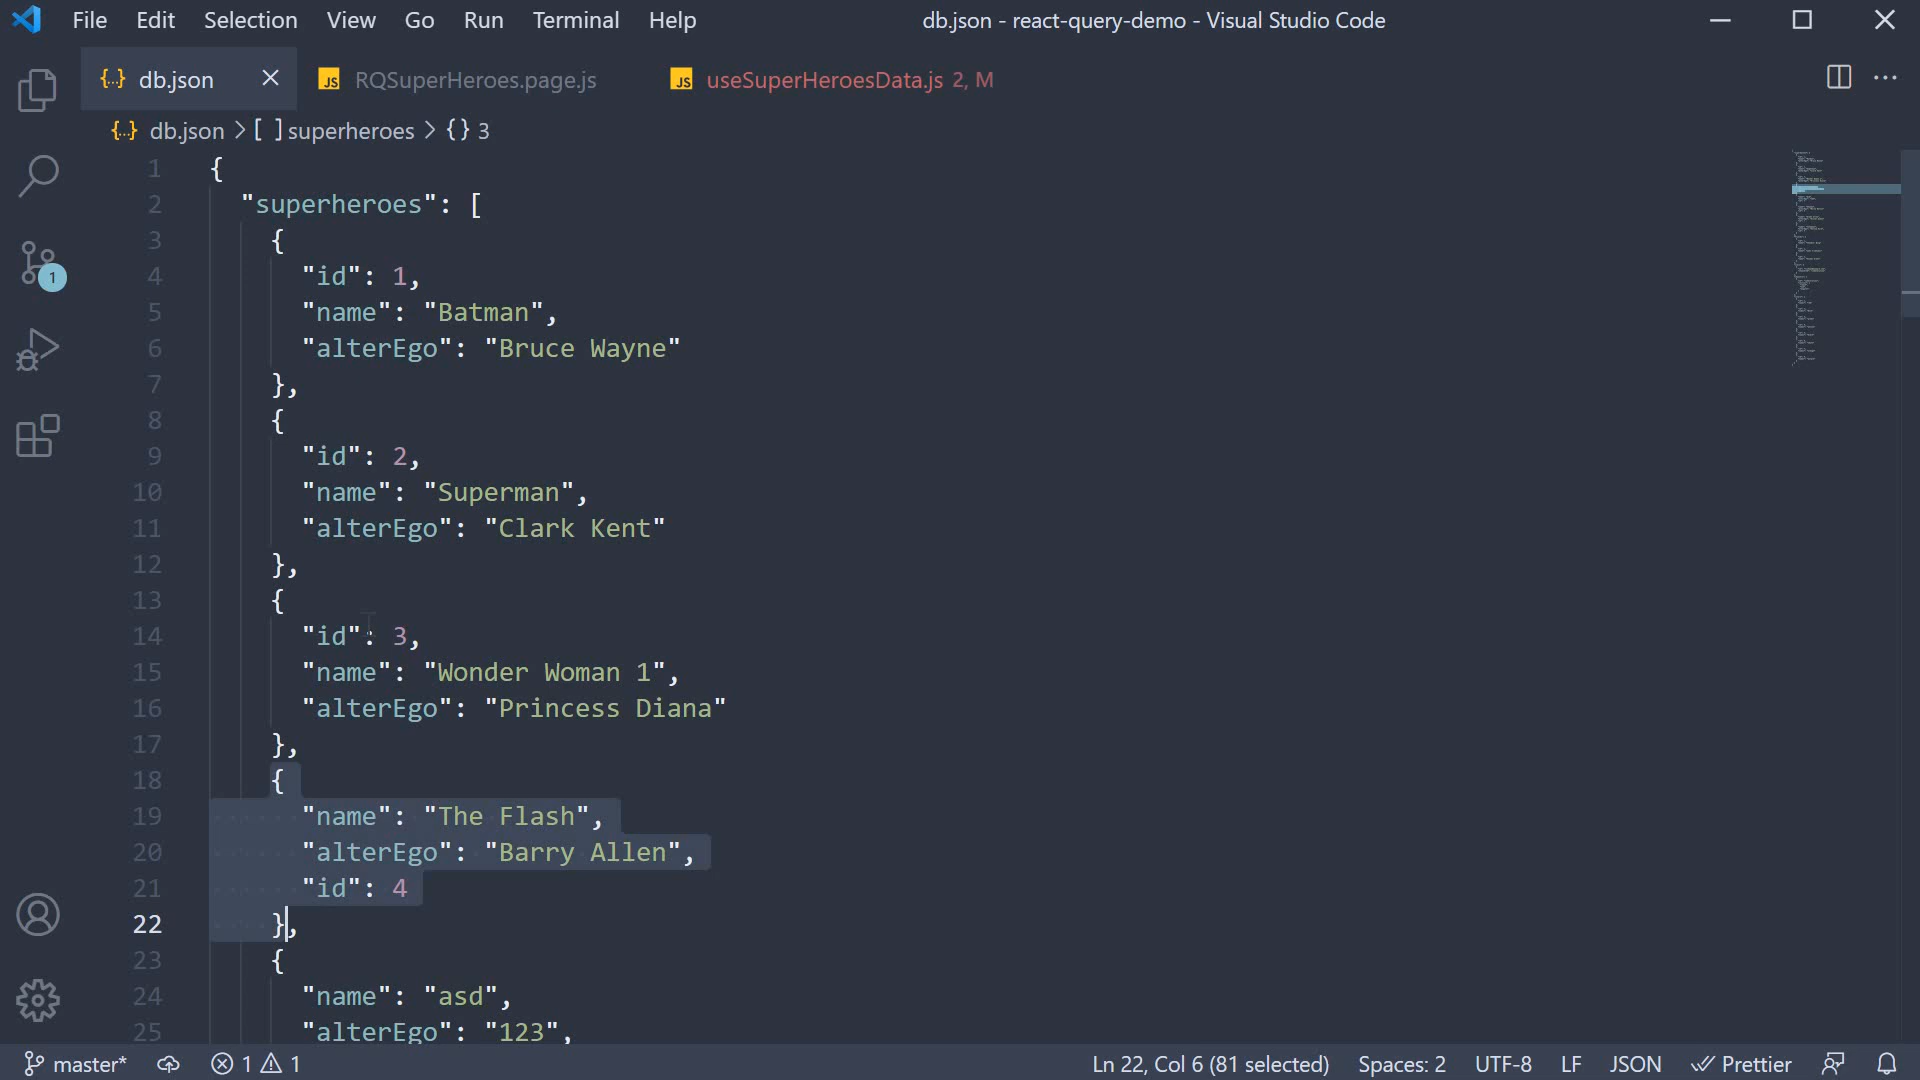 File Edit Selection View Go Run Terminal Help db.json - react-query-demo - Visual Studio Code
{..} db.json JS RQSuperHeroes.page.js JS useSuperHeroesData.js 2, M
{..} db.json > [ ] superheroes > {} 3
1 {
2 "superheroes": [
3 {
4 "id": 1,
5 "name": "Batman",
6 "alterEgo": "Bruce Wayne"
7 },
8 {
9 "id": 2,
10 "name": "Superman",
11 "alterEgo": "Clark Kent"
12 },
13 {
14 "id": 3,
15 "name": "Wonder Woman 1",
16 "alterEgo": "Princess Diana"
17 },
18 {
19 "name": "The Flash",
20 "alterEgo": "Barry Allen",
21 "id": 4
22 },
23 {
24 "name": "asd",
25 "alterEgo": "123",
1
master* 1 1 Ln 22, Col 6 (81 selected) Spaces: 2 UTF-8 LF JSON Prettier